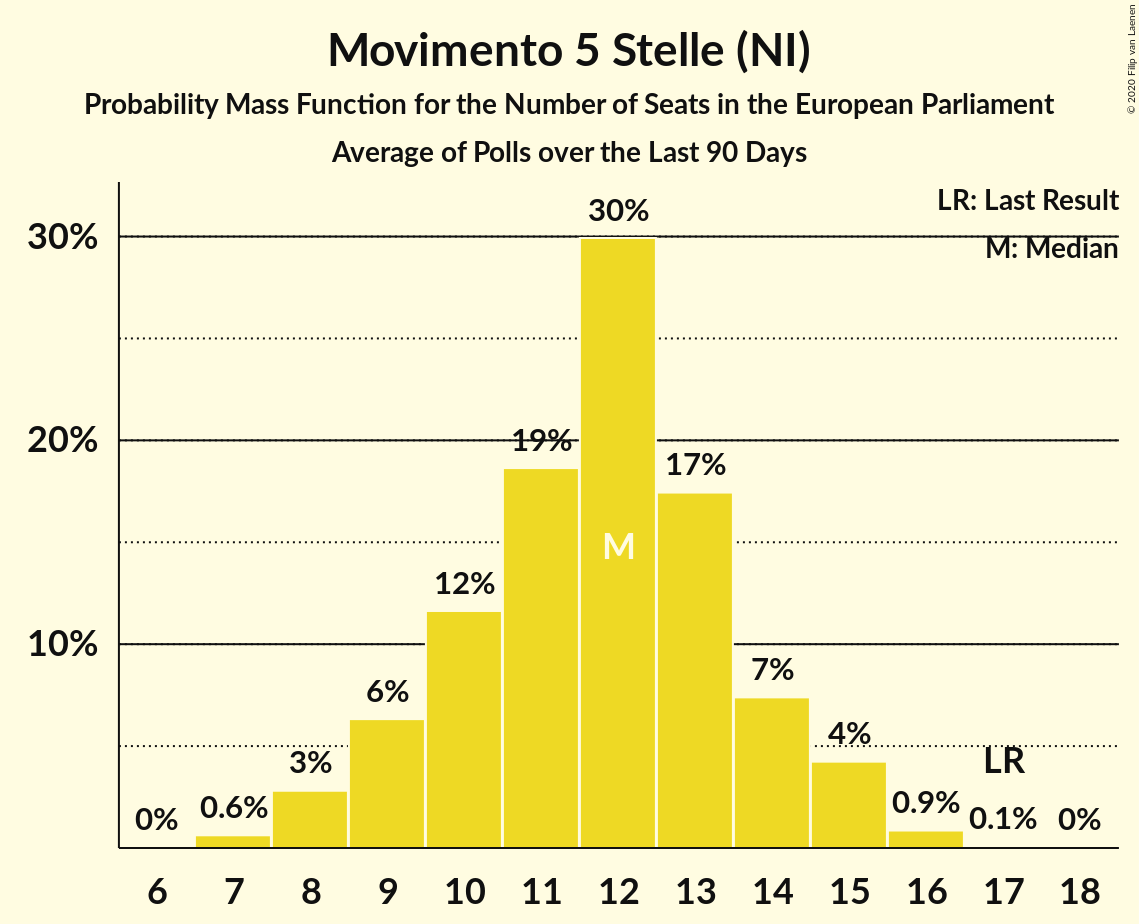 Movimento 5 Stelle (NI)
Probability Mass Function for the Number of Seats in the European Parliament
Average of Polls over the Last 90 Days
© 2020 Filip van Laenen
LR: Last Result
M: Median
30%
20%
10%
0%
0.6%
3%
6%
12%
19%
30%
17%
7%
4%
0.9%
0.1%
0%
M
LR
6 7 8 9 10 11 12 13 14 15 16 17 18